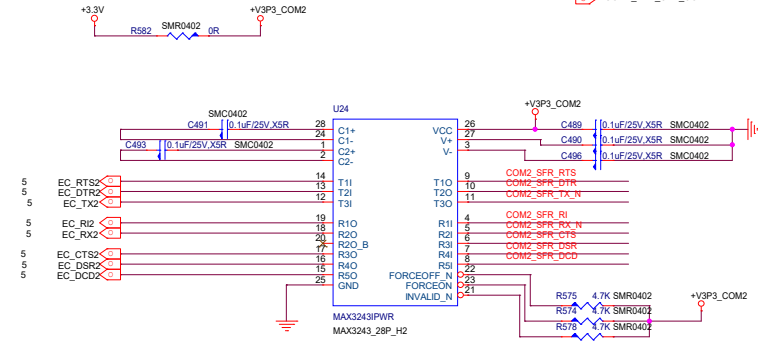 +3.3V
+V3P3_COM2
R582
SMR0402
0R
+V3P3_COM2
U24
SMC0402
C491
0.1uF/25V,X5R
C493
0.1uF/25V,X5R
SMC0402
28
24
1
2
C1+
C1-
C2+
C2-
VCC
V+
V-
26
27
3
C489
0.1uF/25V,X5R
SMC0402
C490
0.1uF/25V,X5R
SMC0402
C496
0.1uF/25V,X5R
SMC0402
5 EC_RTS2 14 T1I
5 EC_DTR2 13 T2I
5 EC_TX2 12 T3I
T1O 9 COM2_SFR_RTS
T2O 10 COM2_SFR_DTR
T3O 11 COM2_SFR_TX_N
5 EC_RI2 19 R1O
5 EC_RX2 18 R2O
20 R2O_B
5 EC_CTS2 17 R3O
5 EC_DSR2 16 R4O
5 EC_DCD2 15 R5O
25 GND
R1I 4 COM2_SFR_RI
R2I 5 COM2_SFR_RX_N
R3I 6 COM2_SFR_CTS
R4I 7 COM2_SFR_DSR
R5I 8 COM2_SFR_DCD
FORCEOFF_N 22
FORCEON 23
INVALID_N 21
MAX3243IPWR
MAX3243_28P_H2
R575 4.7K SMR0402
R574 4.7K SMR0402
R578 4.7K SMR0402
+V3P3_COM2